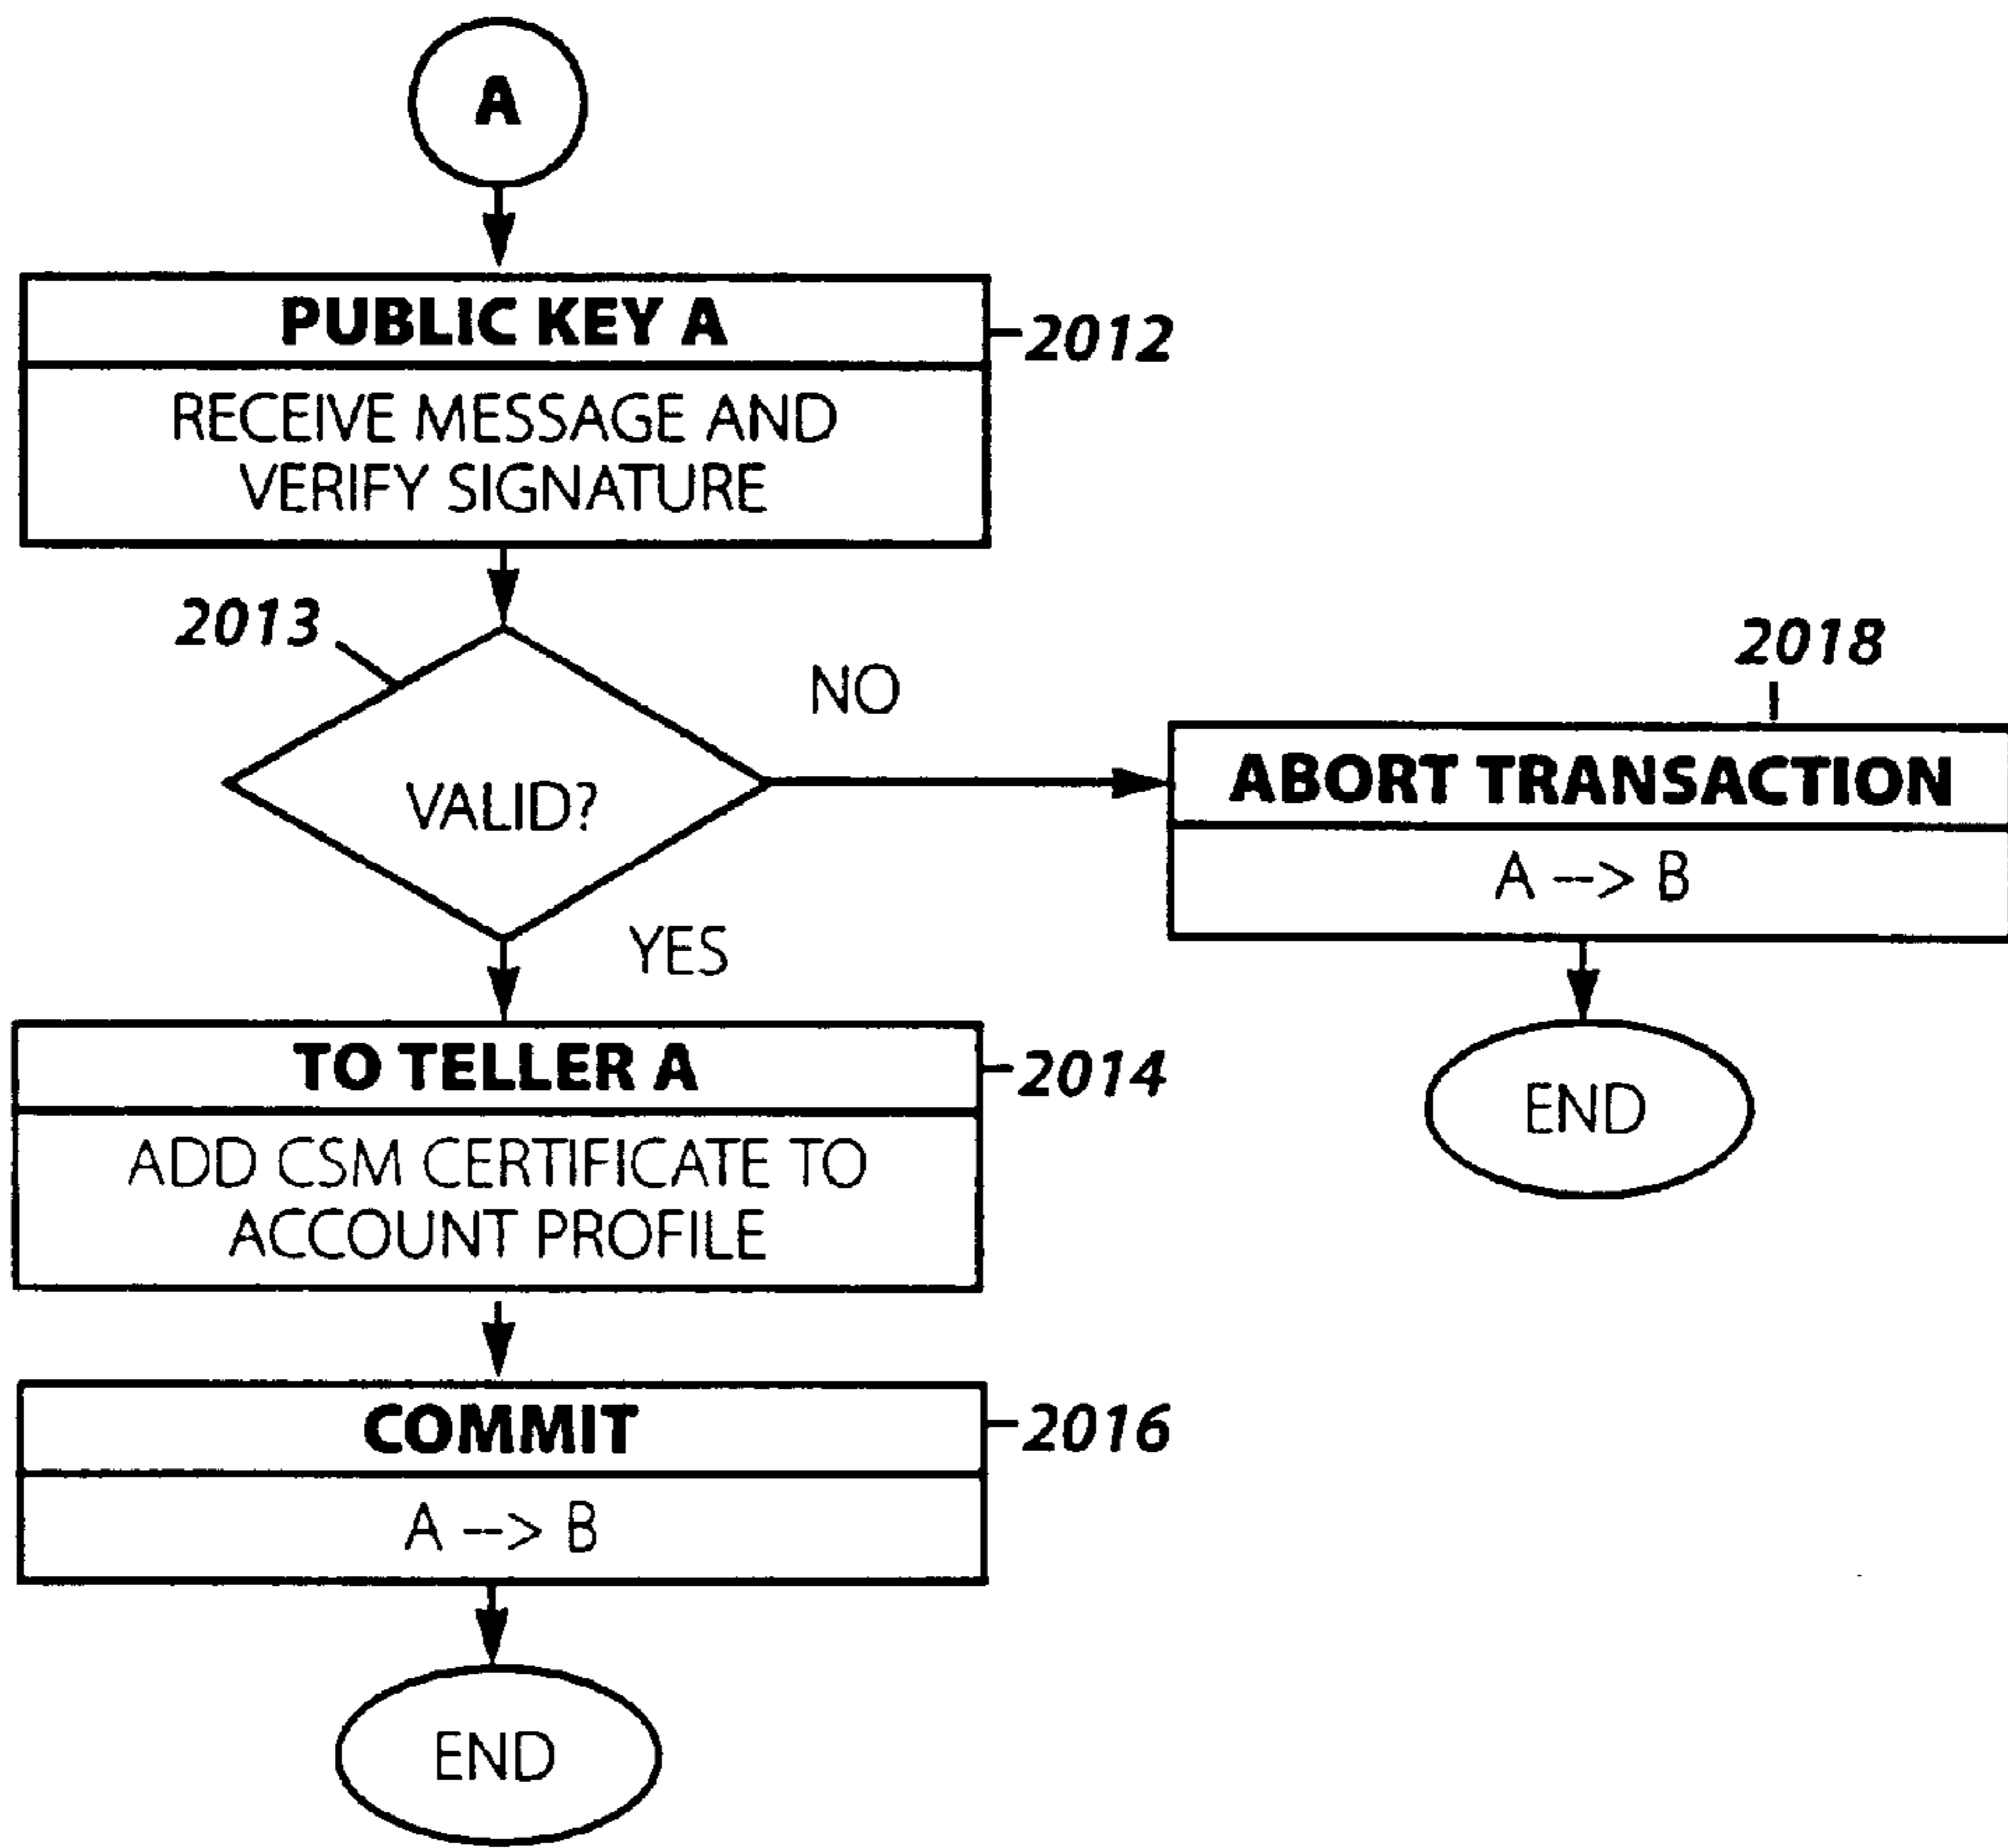 A
PUBLIC KEY A
2012
RECEIVE MESSAGE AND
VERIFY SIGNATURE
2013
NO
VALID?
YES
2018
ABORT TRANSACTION
A --> B
END
TO TELLER A
2014
ADD CSM CERTIFICATE TO
ACCOUNT PROFILE
COMMIT
2016
A --> B
END